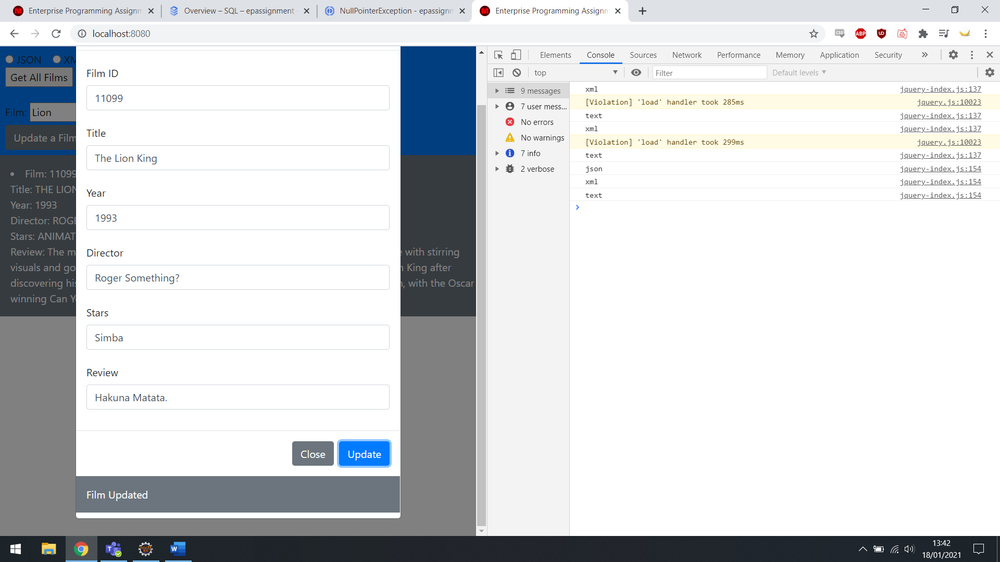 Enterprise Programming Assignm
Overview – SQL – epassignment
NullPointerException - epassignm
Enterprise Programming Assignm
localhost:8080
CSS
ABP
JSON XM
Get All Films
Film: Lion
Update a Film
Film: 11099
Title: THE LION
Year: 1993
Director: ROGE
Stars: ANIMAT
Review: The m
with stirring
visuals and go
King after
discovering his
, with the Oscar
winning Can Y
Film ID
11099
Title
The Lion King
Year
1993
Director
Roger Something?
Stars
Simba
Review
Hakuna Matata.
Close Update
Film Updated
Elements Console Sources Network Performance Memory Application Security »
top Filter Default levels
9 messages
7 user mess...
No errors
No warnings
7 info
2 verbose
xml jquery-index.js:137
[Violation] 'load' handler took 285ms jquery.js:10023
text jquery-index.js:137
xml jquery-index.js:137
[Violation] 'load' handler took 299ms jquery.js:10023
text jquery-index.js:137
json jquery-index.js:154
xml jquery-index.js:154
text jquery-index.js:154
13:42
18/01/2021